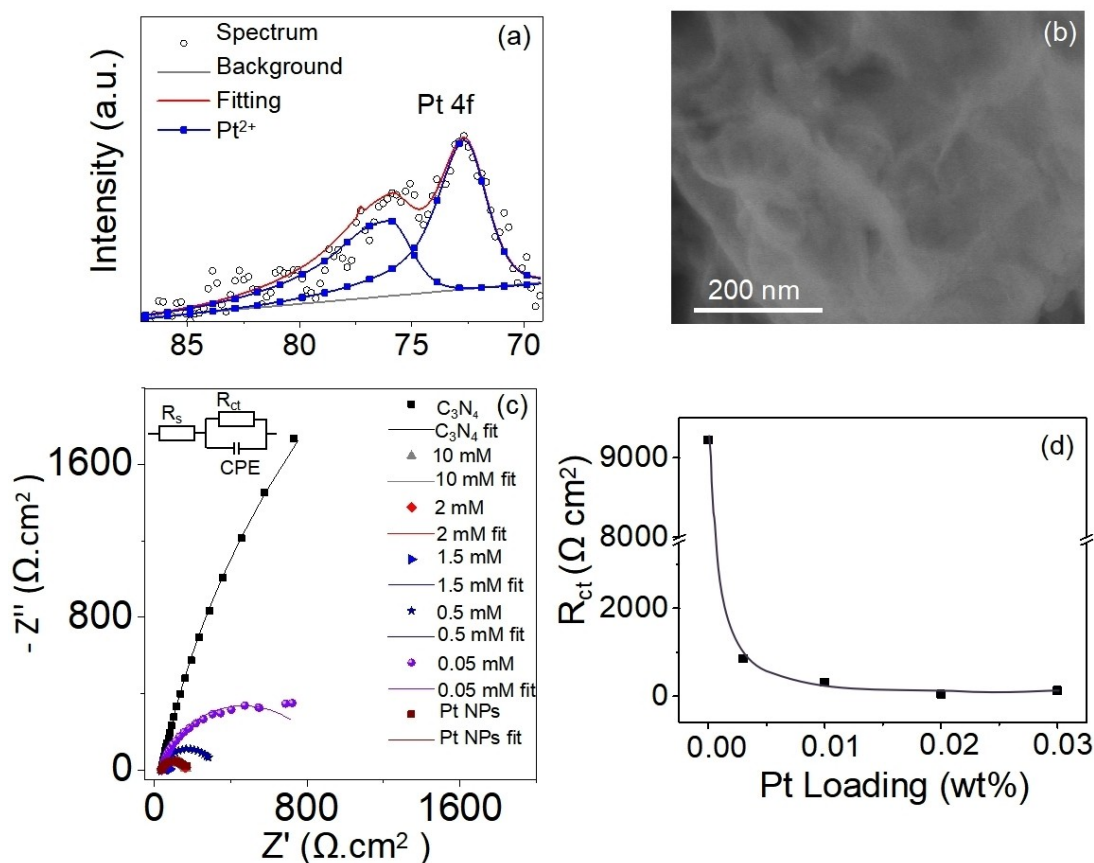 (a)
Spectrum
Background
Fitting
Pt²⁺
Pt 4f
Intensity (a.u.)
85 80 75 70
(b)
200 nm
(c)
Rₛ
R_ct
CPE
C₃N₄
C₃N₄ fit
10 mM
10 mM fit
2 mM
2 mM fit
1.5 mM
1.5 mM fit
0.5 mM
0.5 mM fit
0.05 mM
0.05 mM fit
Pt NPs
Pt NPs fit
1600
800
0
- Z" (Ω.cm²)
0 800 1600
Z' (Ω.cm²)
(d)
9000
8000
2000
1000
0
R_ct (Ω cm²)
0.00 0.01 0.02 0.03
Pt Loading (wt%)